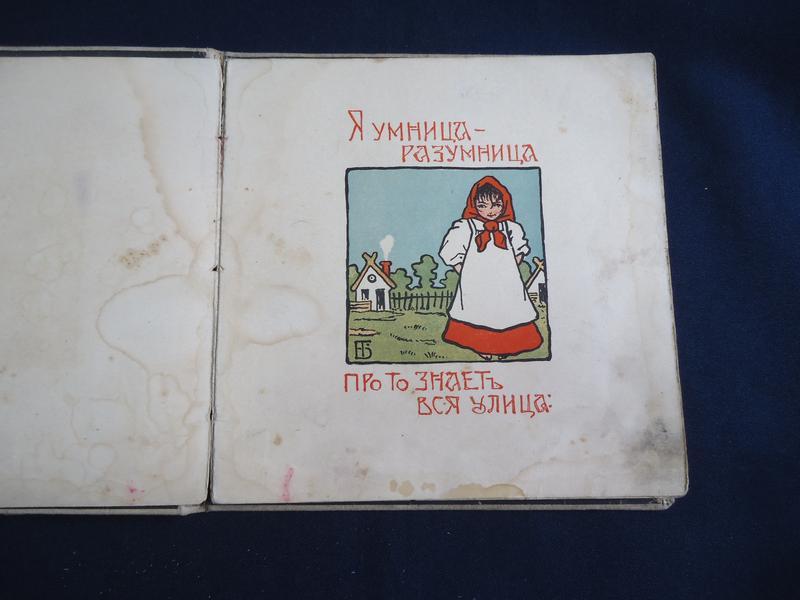 Я УМНИЦА-
РАЗУМНИЦА
ПРО ТО ЗНАЕТЪ
ВСЯ УЛИЦА: